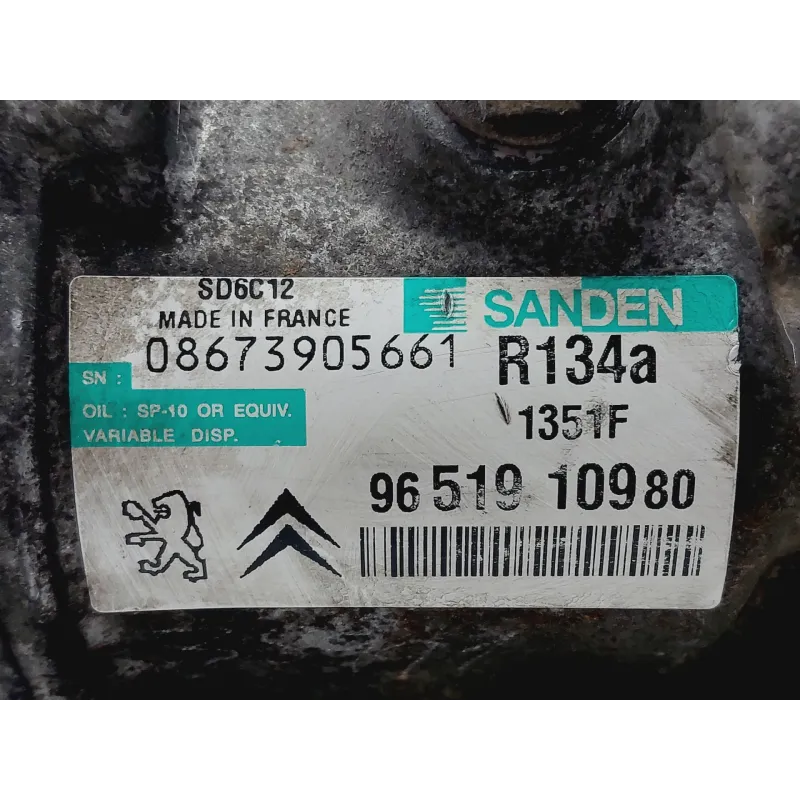 SD6C12
MADE IN FRANCE
SANDEN
SN : 08673905661
R134a
OIL : SP-10 OR EQUIV.
VARIABLE DISP.
1351F
96 519 109 80